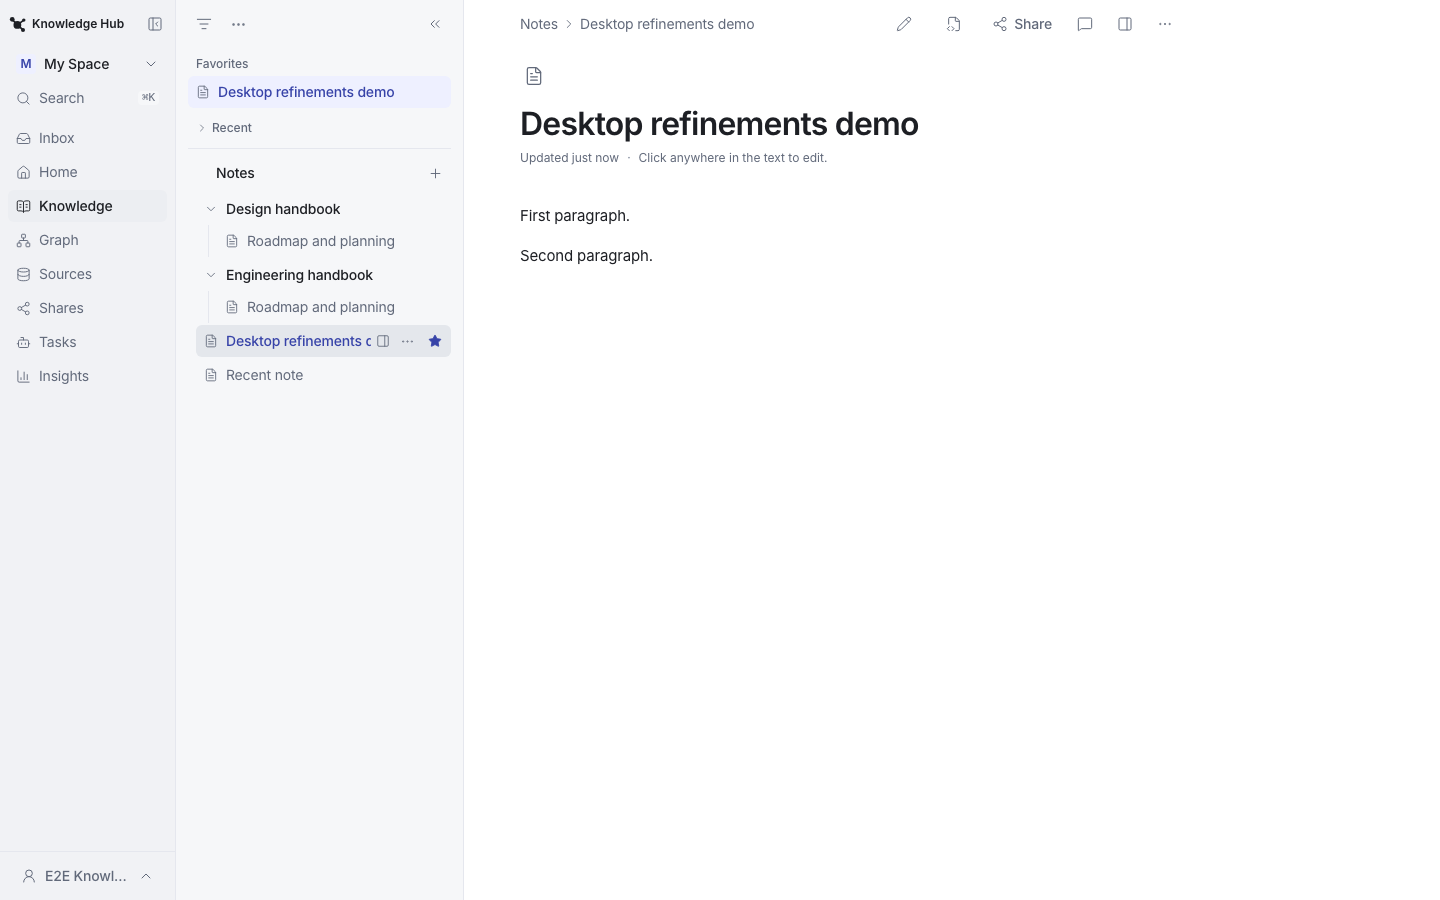 Knowledge Hub
M My Space
Search ⌘K
Inbox
Home
Knowledge
Graph
Sources
Shares
Tasks
Insights
E2E Knowl...
Favorites
Desktop refinements demo
Recent
Notes
Design handbook
Roadmap and planning
Engineering handbook
Roadmap and planning
Desktop refinements
Recent note
Notes > Desktop refinements demo
Share
Desktop refinements demo
Updated just now · Click anywhere in the text to edit.
First paragraph.
Second paragraph.